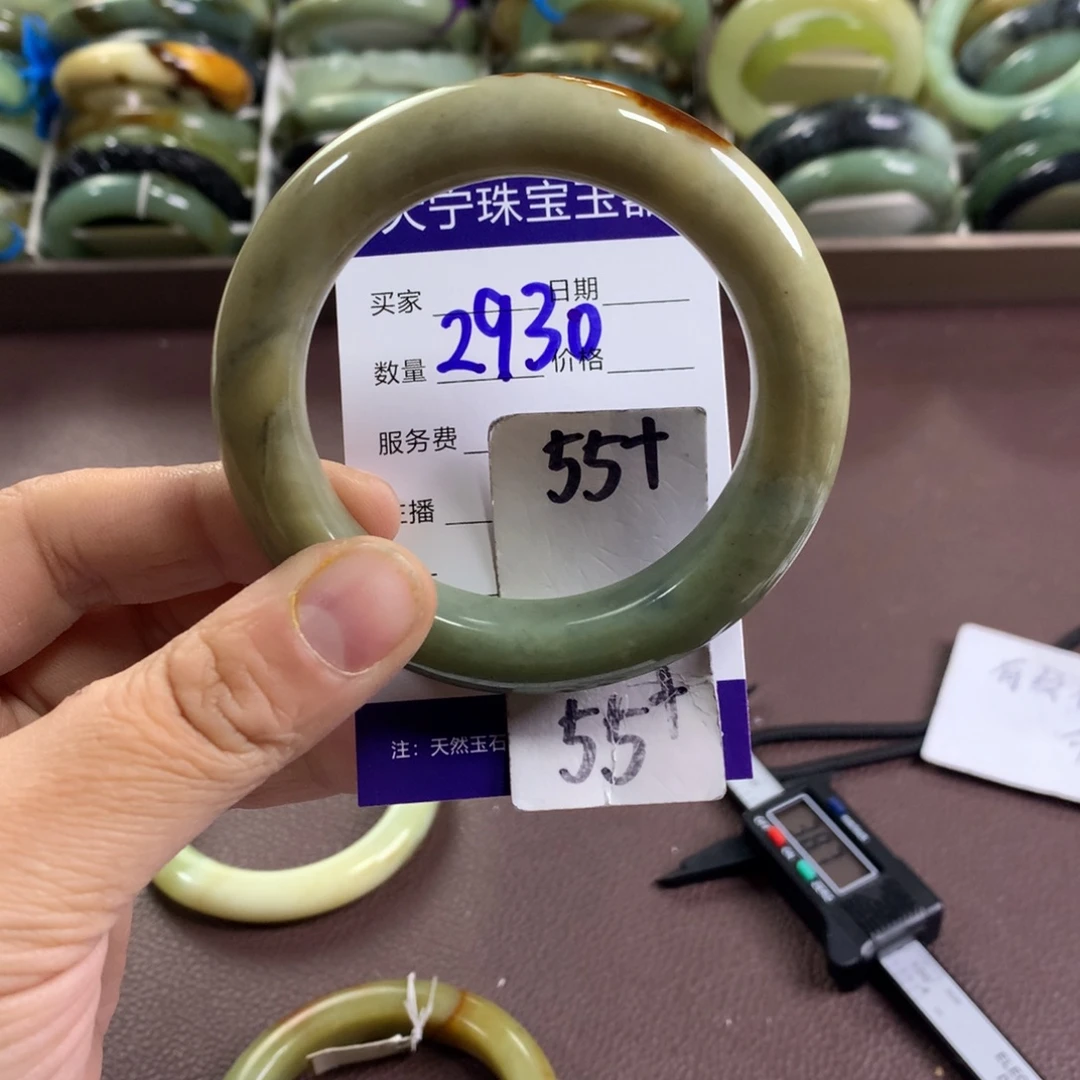 宁珠宝玉器
买家 日期
2930
数量 价格
服务费
55+
主播
55+
注：天然玉石